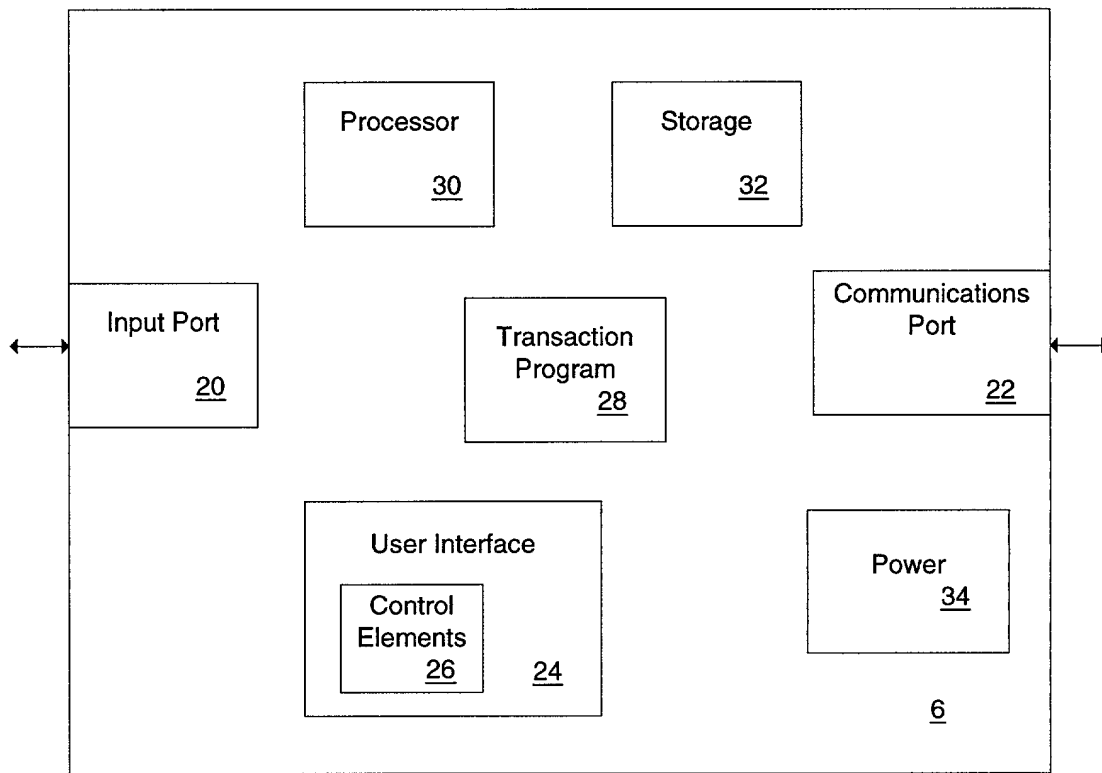 Processor
30
Storage
32
Input Port
20
Transaction
Program
28
Communications
Port
22
User Interface
Control
Elements
26
24
Power
34
6